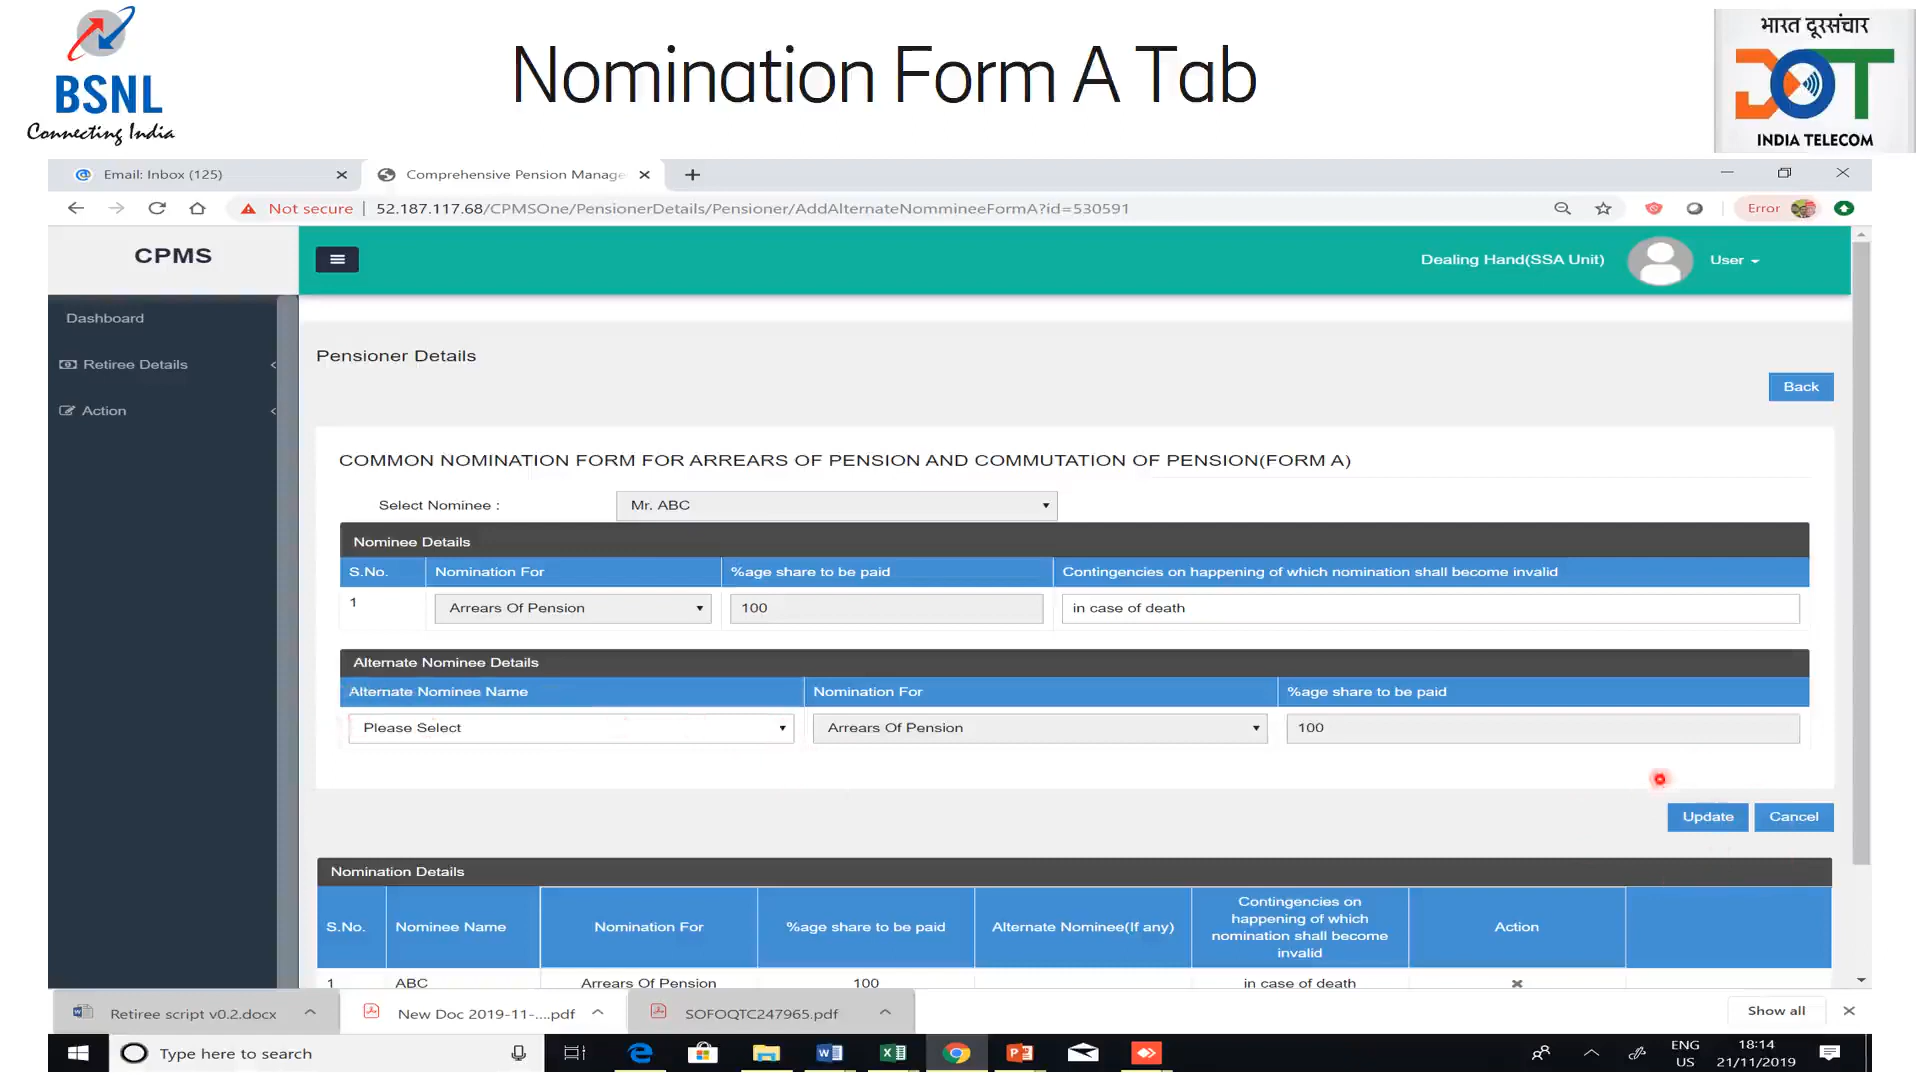 BSNL
Connecting India
Nomination Form A Tab
भारत दूरसंचार
DOT
INDIA TELECOM
Email: Inbox (125)
Comprehensive Pension Manage
Not secure | 52.187.117.68/CPMSOne/PensionerDetails/Pensioner/AddAlternateNommineeFormA?id=530591
Error
CPMS
Dealing Hand(SSA Unit)
User
Dashboard
Retiree Details
Action
Pensioner Details
Back
COMMON NOMINATION FORM FOR ARREARS OF PENSION AND COMMUTATION OF PENSION(FORM A)
Select Nominee : Mr. ABC
Nominee Details
S.No. Nomination For %age share to be paid Contingencies on happening of which nomination shall become invalid
1 Arrears Of Pension 100 in case of death
Alternate Nominee Details
Alternate Nominee Name Nomination For %age share to be paid
Please Select Arrears Of Pension 100
Update Cancel
Nomination Details
S.No. Nominee Name Nomination For %age share to be paid Alternate Nominee(If any) Contingencies on
happening of which
nomination shall become
invalid
Action
1 ABC Arrears Of Pension 100 in case of death
Retiree script v0.2.docx
New Doc 2019-11-....pdf
SOFOQTC247965.pdf
Show all
Type here to search
ENG
US
18:14
21/11/2019